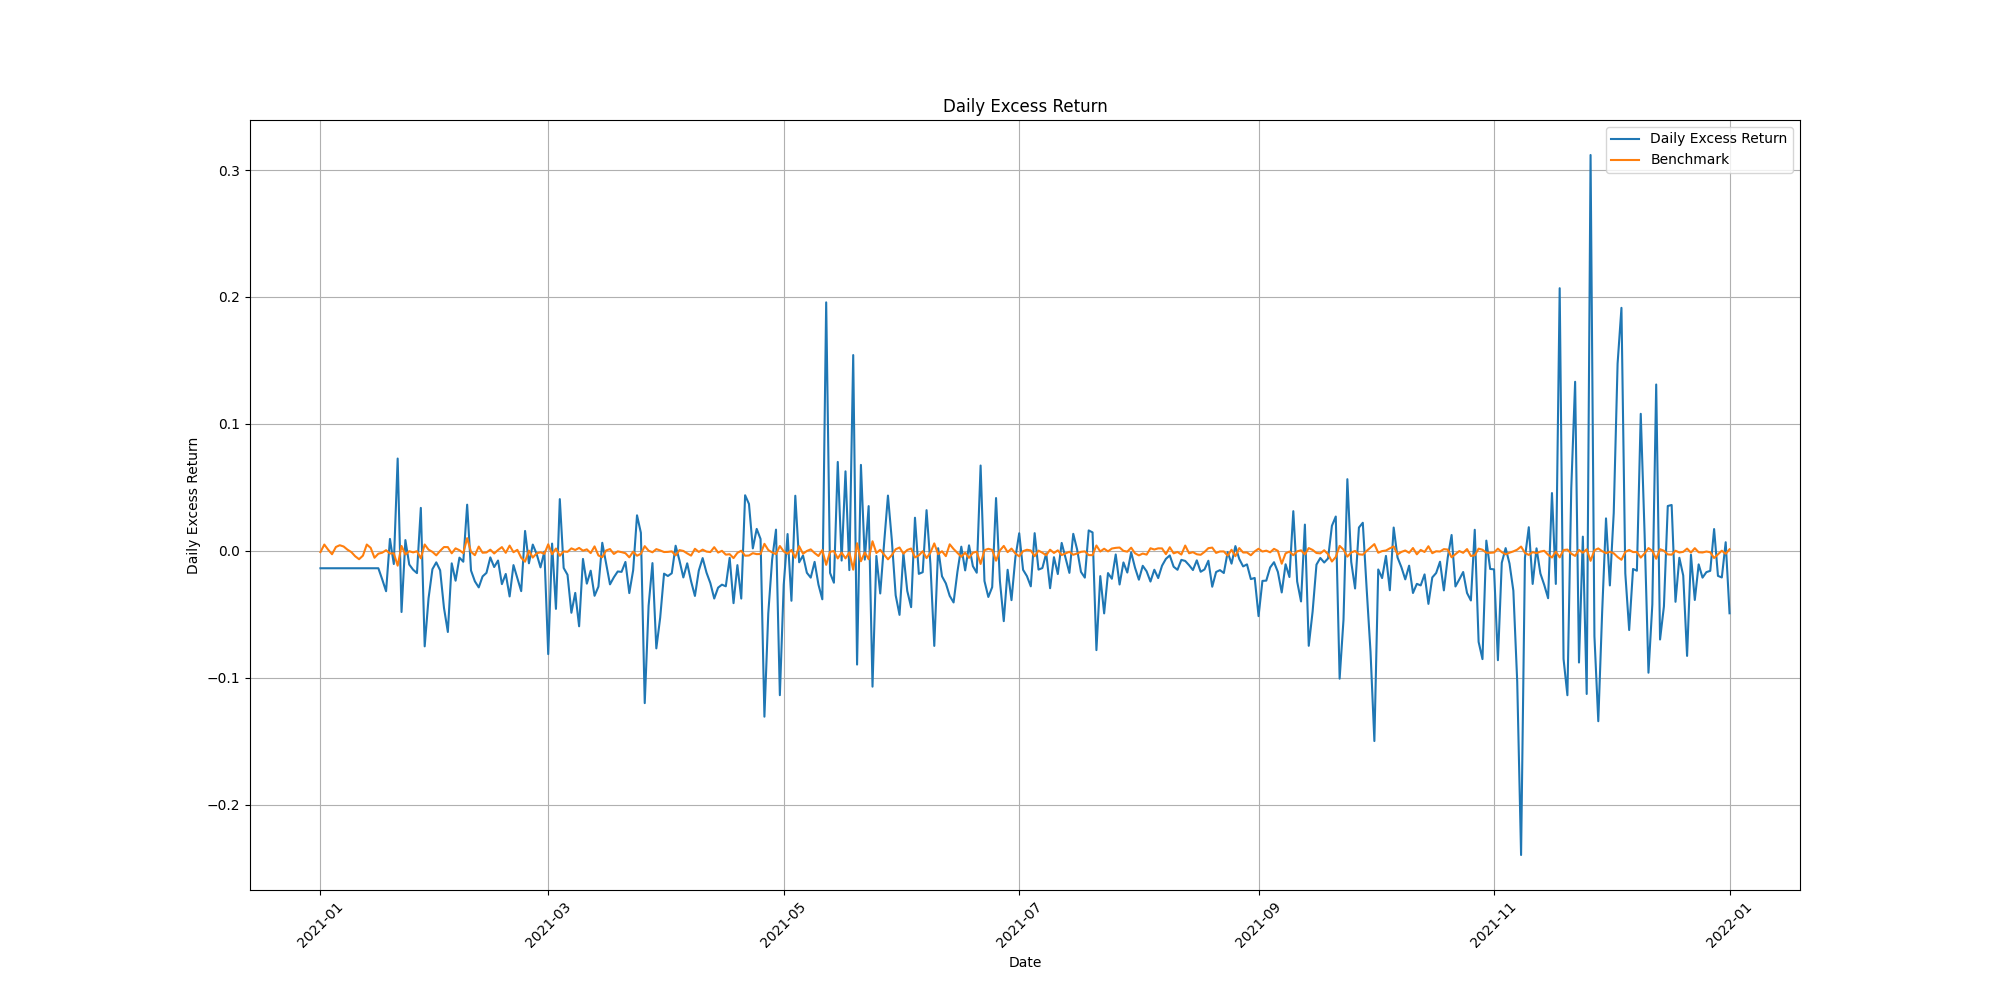 Daily Excess Return
Daily Excess Return
Benchmark
0.3
0.2
0.1
0.0
−0.1
−0.2
Daily Excess Return
2021-01
2021-03
2021-05
2021-07
2021-09
2021-11
2022-01
Date